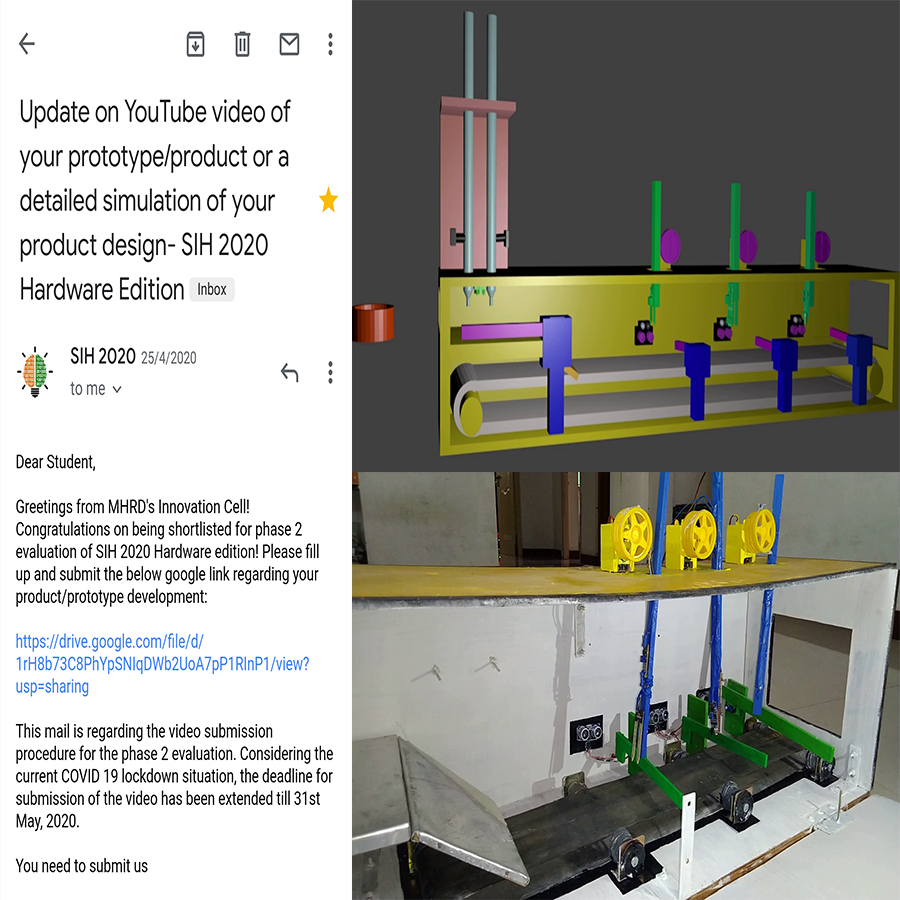 Update on YouTube video of
your prototype/product or a
detailed simulation of your
product design- SIH 2020
Hardware Edition Inbox
SIH 2020 25/4/2020
to me
Dear Student,
Greetings from MHRD's Innovation Cell!
Congratulations on being shortlisted for phase 2
evaluation of SIH 2020 Hardware edition! Please fill
up and submit the below google link regarding your
product/prototype development:
https://drive.google.com/file/d/
1rH8b73C8PhYpSNIqDWb2UoA7pP1RInP1/view?
usp=sharing
This mail is regarding the video submission
procedure for the phase 2 evaluation. Considering the
current COVID 19 lockdown situation, the deadline for
submission of the video has been extended till 31st
May, 2020.
You need to submit us